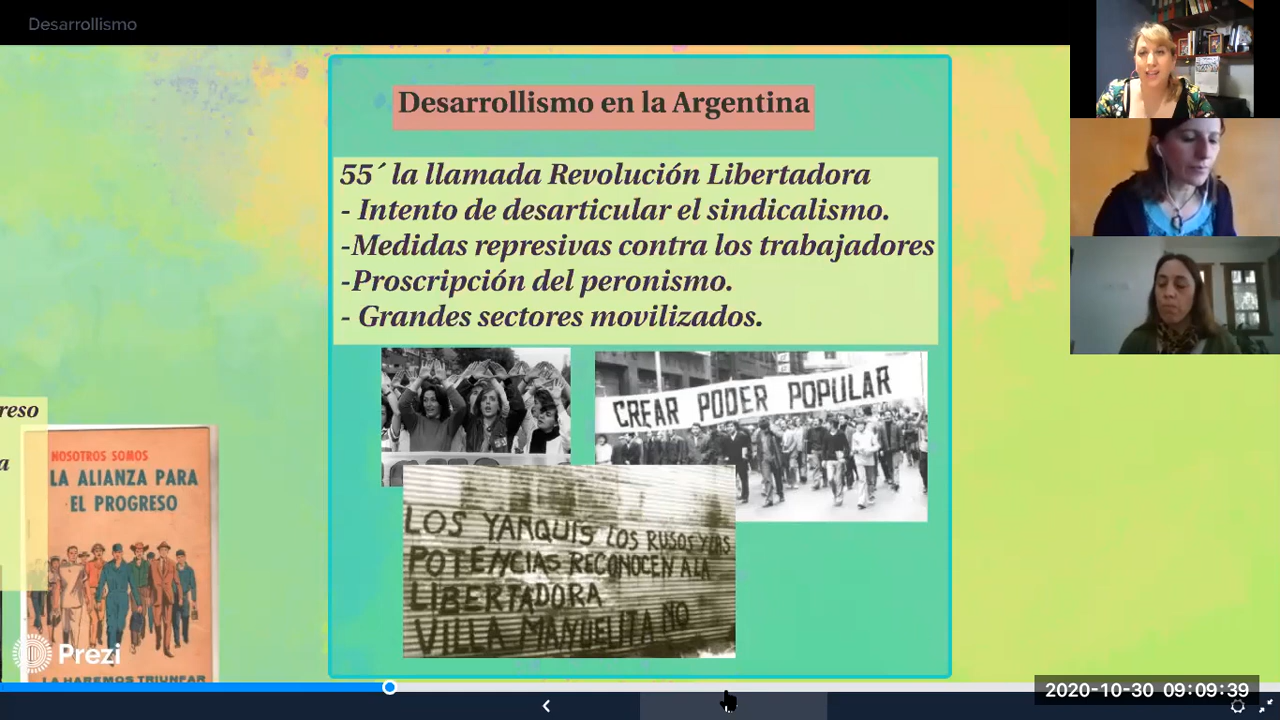 Desarrollismo
Desarrollismo en la Argentina
55´ la llamada Revolución Libertadora
- Intento de desarticular el sindicalismo.
-Medidas represivas contra los trabajadores
-Proscripción del peronismo.
- Grandes sectores movilizados.
CREAR PODER POPULAR
LOS YANQUIS LOS RUSOS Y LAS
POTENCIAS RECONOCEN A LA
LIBERTADORA
VILLA MANUELITA NO
reso
a
NOSOTROS SOMOS
LA ALIANZA PARA
EL PROGRESO
LA HAREMOS TRIUNFAR
Prezi
2020-10-30 09:09:39